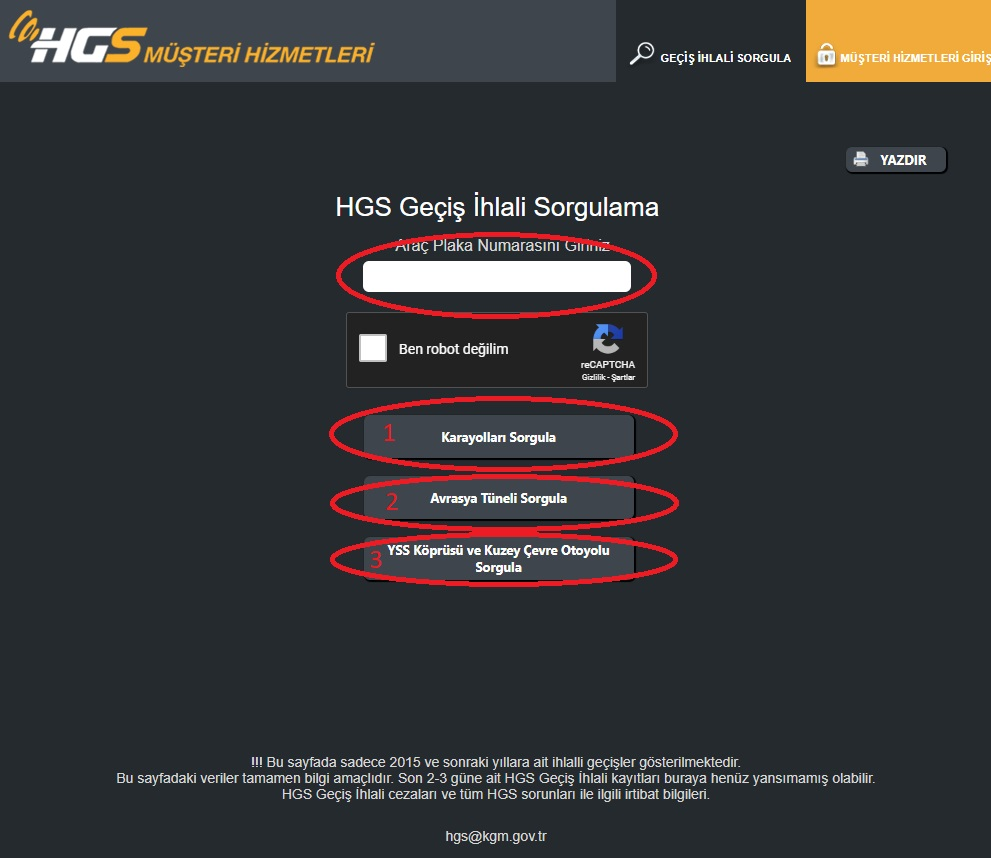 HGS MÜŞTERİ HİZMETLERİ
GEÇİŞ İHLALİ SORGULA
MÜŞTERİ HİZMETLERİ GİRİŞ
YAZDIR
HGS Geçiş İhlali Sorgulama
Araç Plaka Numarasını Giriniz
Ben robot değilim
reCAPTCHA
Gizlilik - Şartlar
1 Karayolları Sorgula
2 Avrasya Tüneli Sorgula
3 YSS Köprüsü ve Kuzey Çevre Otoyolu
Sorgula
!!! Bu sayfada sadece 2015 ve sonraki yıllara ait ihlalli geçişler gösterilmektedir.
Bu sayfadaki veriler tamamen bilgi amaçlıdır. Son 2-3 güne ait HGS Geçiş İhlali kayıtları buraya henüz yansımamış olabilir.
HGS Geçiş İhlali cezaları ve tüm HGS sorunları ile ilgili irtibat bilgileri.
hgs@kgm.gov.tr